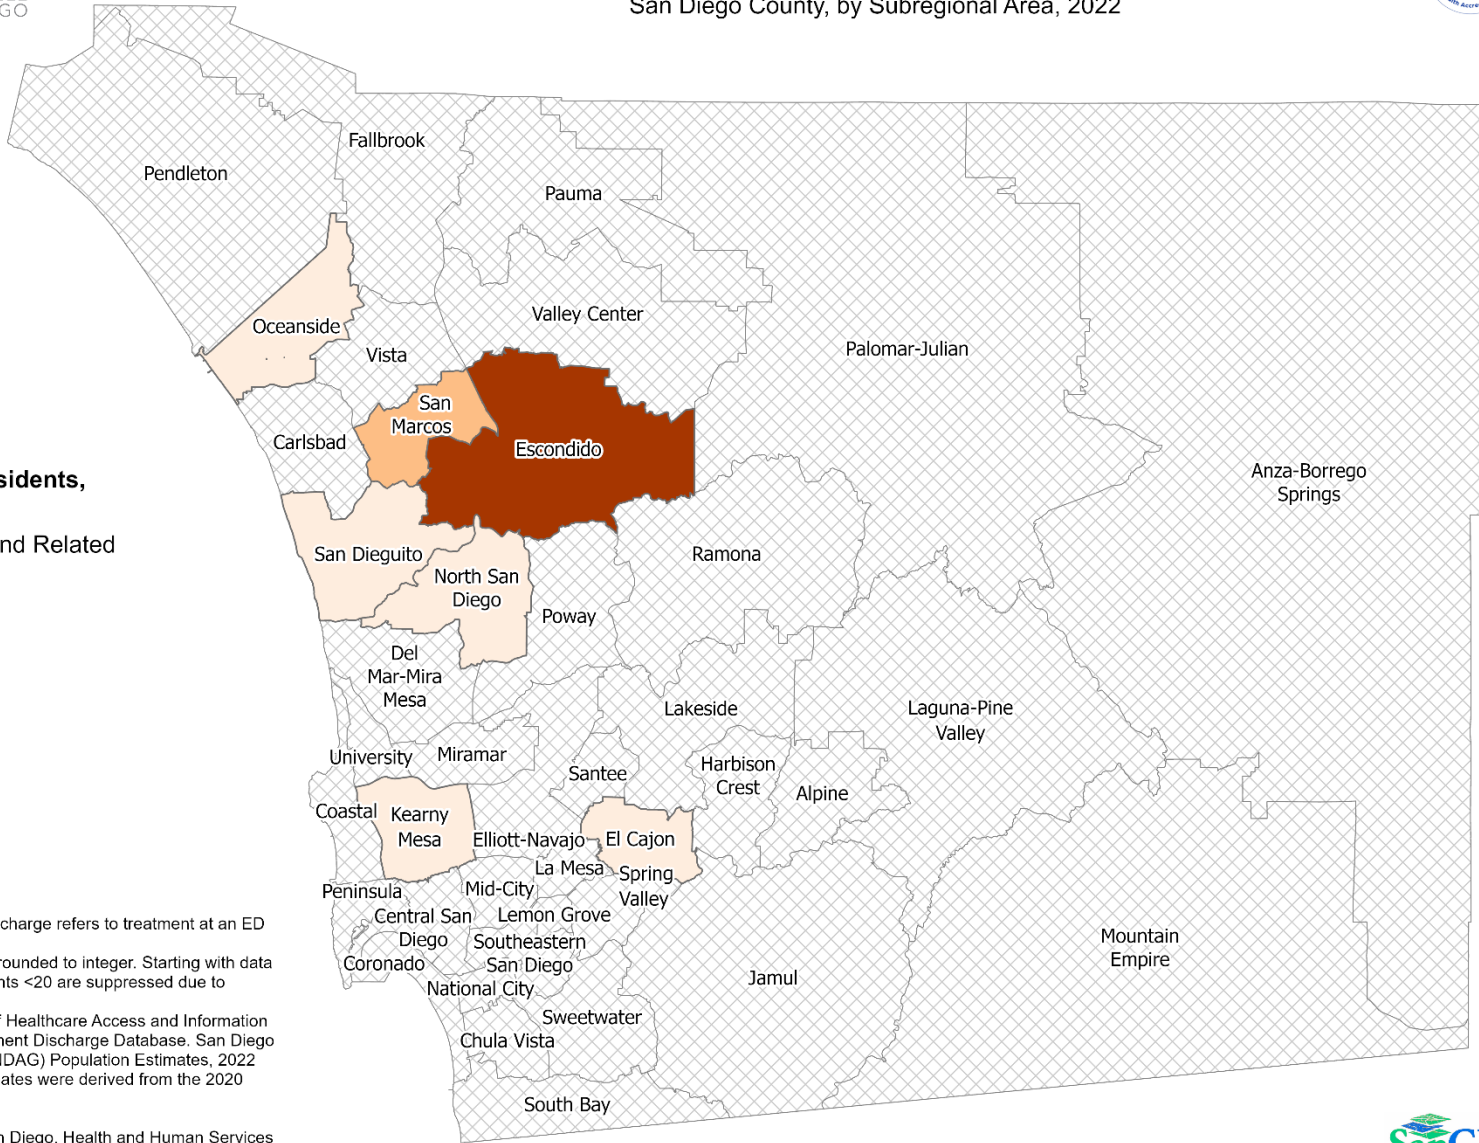 GO
San Diego County, by Subregional Area, 2022
Fallbrook
Pendleton
Pauma
Valley Center
Oceanside
Vista
Palomar-Julian
San
Marcos
Carlsbad
Escondido
Anza-Borrego
Springs
sidents,
nd Related
San Dieguito
Ramona
North San
Diego
Poway
Del
Mar-Mira
Mesa
Lakeside
Laguna-Pine
Valley
University
Miramar
Santee
Harbison
Crest
Alpine
Coastal
Kearny
Mesa
Elliott-Navajo
El Cajon
La Mesa
Spring
Valley
Peninsula
Mid-City
Central San
Diego
Lemon Grove
Southeastern
San Diego
Coronado
National City
Mountain
Empire
Jamul
Sweetwater
Chula Vista
South Bay
charge refers to treatment at an ED
rounded to integer. Starting with data
nts <20 are suppressed due to
f Healthcare Access and Information
nent Discharge Database. San Diego
NDAG) Population Estimates, 2022
ates were derived from the 2020
n Diego, Health and Human Services